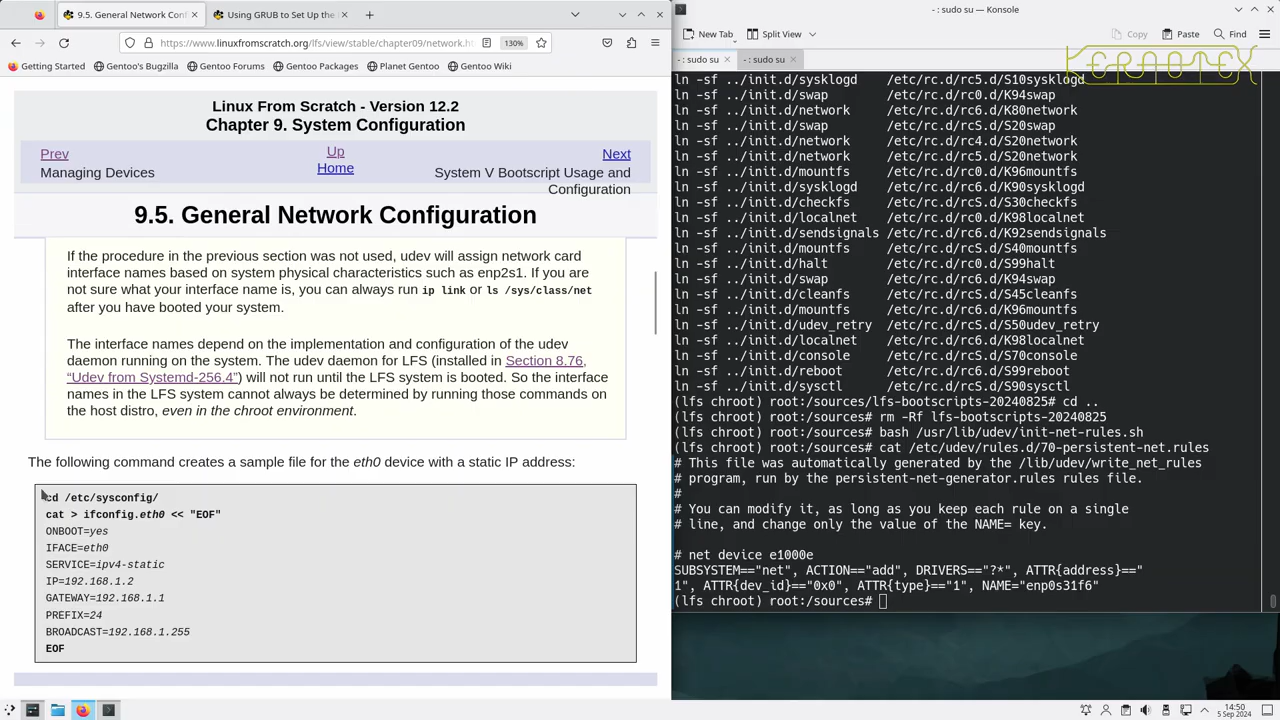 9.5. General Network Conf
Using GRUB to Set Up the
https://www.linuxfromscratch.org/lfs/view/stable/chapter09/network.h
130%
Getting Started
Gentoo's Bugzilla
Gentoo Forums
Gentoo Packages
Planet Gentoo
Gentoo Wiki
Linux From Scratch - Version 12.2
Chapter 9. System Configuration
Prev
Up
Next
Managing Devices
Home
System V Bootscript Usage and
Configuration
9.5. General Network Configuration
If the procedure in the previous section was not used, udev will assign network card
interface names based on system physical characteristics such as enp2s1. If you are
not sure what your interface name is, you can always run ip link or ls /sys/class/net
after you have booted your system.
The interface names depend on the implementation and configuration of the udev
daemon running on the system. The udev daemon for LFS (installed in Section 8.76,
“Udev from Systemd-256.4”) will not run until the LFS system is booted. So the interface
names in the LFS system cannot always be determined by running those commands on
the host distro, even in the chroot environment.
The following command creates a sample file for the eth0 device with a static IP address:
cd /etc/sysconfig/
cat > ifconfig.eth0 << "EOF"
ONBOOT=yes
IFACE=eth0
SERVICE=ipv4-static
IP=192.168.1.2
GATEWAY=192.168.1.1
PREFIX=24
BROADCAST=192.168.1.255
EOF
- : sudo su — Konsole
New Tab
Split View
Copy
Paste
Find
- : sudo su
- : sudo su
KERNOTEX
ln -sf ../init.d/sysklogd /etc/rc.d/rc5.d/S10sysklogd
ln -sf ../init.d/swap /etc/rc.d/rc0.d/K94swap
ln -sf ../init.d/network /etc/rc.d/rc6.d/K80network
ln -sf ../init.d/swap /etc/rc.d/rcS.d/S20swap
ln -sf ../init.d/network /etc/rc.d/rc4.d/S20network
ln -sf ../init.d/network /etc/rc.d/rc5.d/S20network
ln -sf ../init.d/mountfs /etc/rc.d/rc0.d/K96mountfs
ln -sf ../init.d/sysklogd /etc/rc.d/rc6.d/K90sysklogd
ln -sf ../init.d/checkfs /etc/rc.d/rcS.d/S30checkfs
ln -sf ../init.d/localnet /etc/rc.d/rc0.d/K98localnet
ln -sf ../init.d/sendsignals /etc/rc.d/rc6.d/K92sendsignals
ln -sf ../init.d/mountfs /etc/rc.d/rcS.d/S40mountfs
ln -sf ../init.d/halt /etc/rc.d/rc0.d/S99halt
ln -sf ../init.d/swap /etc/rc.d/rc6.d/K94swap
ln -sf ../init.d/cleanfs /etc/rc.d/rcS.d/S45cleanfs
ln -sf ../init.d/mountfs /etc/rc.d/rc6.d/K96mountfs
ln -sf ../init.d/udev_retry /etc/rc.d/rcS.d/S50udev_retry
ln -sf ../init.d/localnet /etc/rc.d/rc6.d/K98localnet
ln -sf ../init.d/console /etc/rc.d/rcS.d/S70console
ln -sf ../init.d/reboot /etc/rc.d/rc6.d/S99reboot
ln -sf ../init.d/sysctl /etc/rc.d/rcS.d/S90sysctl
(lfs chroot) root:/sources/lfs-bootscripts-20240825# cd ..
(lfs chroot) root:/sources# rm -Rf lfs-bootscripts-20240825
(lfs chroot) root:/sources# bash /usr/lib/udev/init-net-rules.sh
(lfs chroot) root:/sources# cat /etc/udev/rules.d/70-persistent-net.rules
# This file was automatically generated by the /lib/udev/write_net_rules
# program, run by the persistent-net-generator.rules rules file.
#
# You can modify it, as long as you keep each rule on a single
# line, and change only the value of the NAME= key.
# net device e1000e
SUBSYSTEM=="net", ACTION=="add", DRIVERS=="?*", ATTR{address}=="
1", ATTR{dev_id}=="0x0", ATTR{type}=="1", NAME="enp0s31f6"
(lfs chroot) root:/sources#
14:50
5 Sep 2024